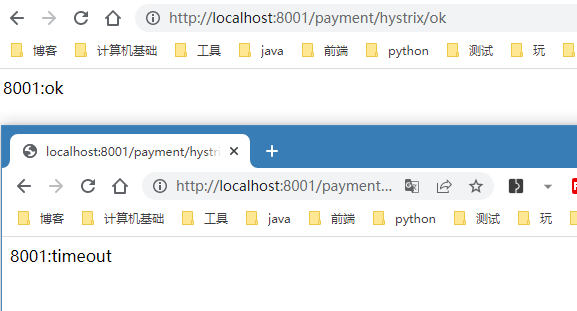 http://localhost:8001/payment/hystrix/ok
博客 计算机基础 工具 java 前端 python 测试 玩
8001:ok
localhost:8001/payment/hystri
http://localhost:8001/payment...
博客 计算机基础 工具 java 前端 python 测试 玩
8001:timeout